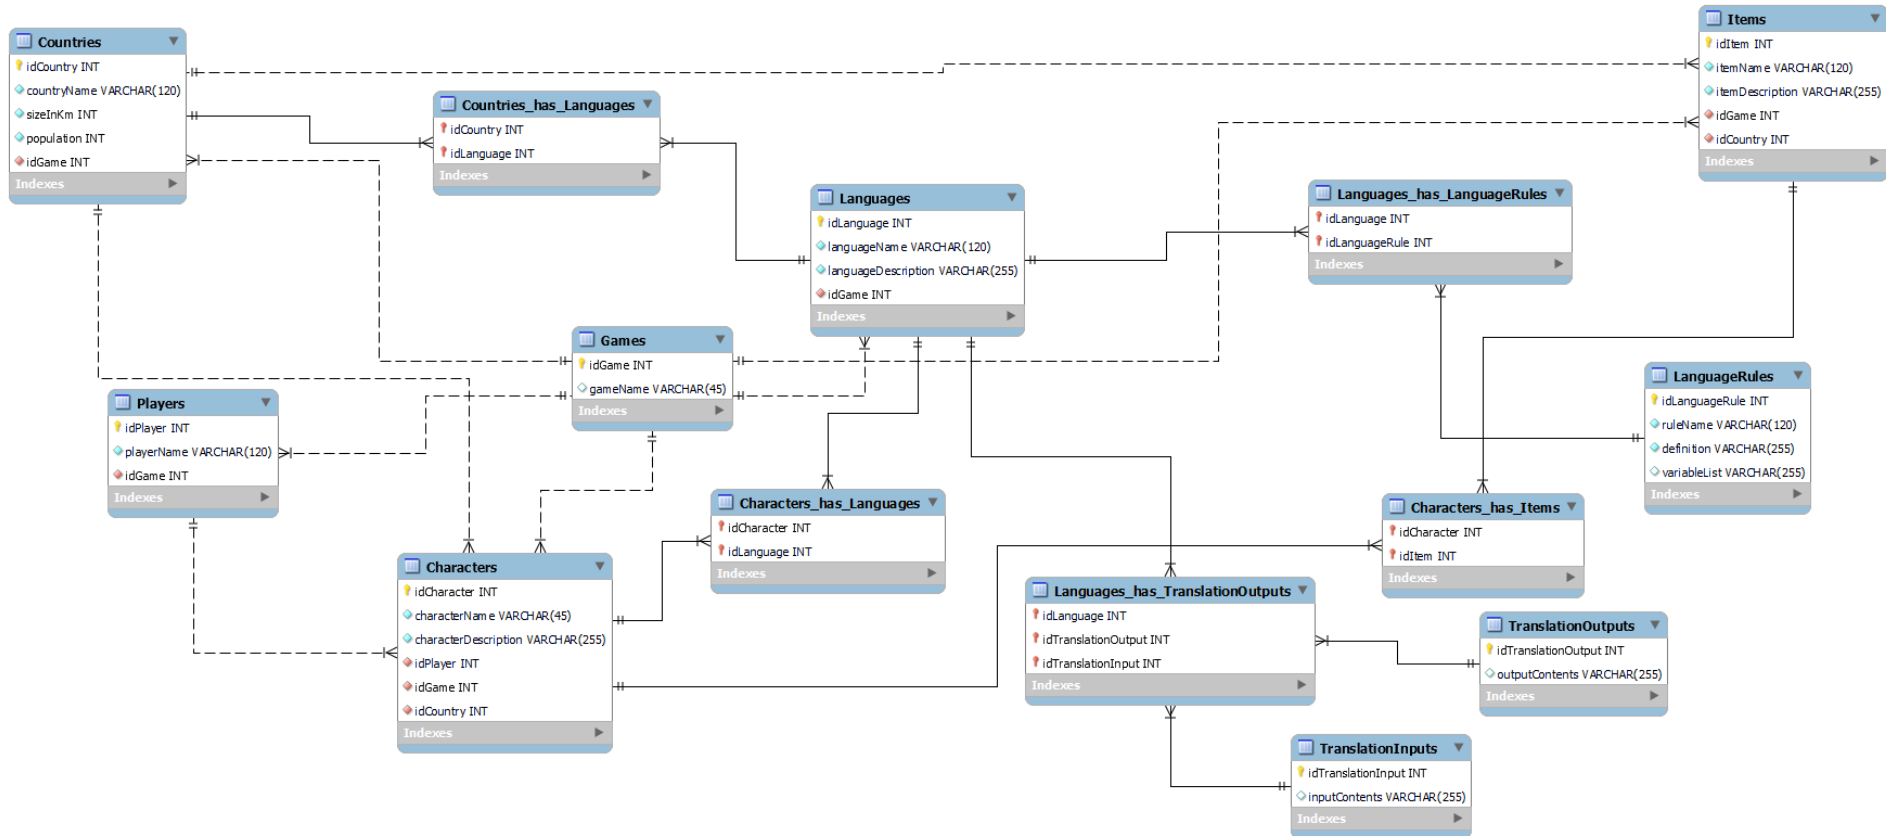 Countries
idCountry INT
countryName VARCHAR(120)
sizeInKm INT
population INT
idGame INT
Indexes
Countries_has_Languages
idCountry INT
idLanguage INT
Indexes
Items
idItem INT
itemName VARCHAR(120)
itemDescription VARCHAR(255)
idGame INT
idCountry INT
Indexes
Languages
idLanguage INT
languageName VARCHAR(120)
languageDescription VARCHAR(255)
idGame INT
Indexes
Languages_has_LanguageRules
idLanguage INT
idLanguageRule INT
Indexes
Games
idGame INT
gameName VARCHAR(45)
Indexes
Players
idPlayer INT
playerName VARCHAR(120)
idGame INT
Indexes
LanguageRules
idLanguageRule INT
ruleName VARCHAR(120)
definition VARCHAR(255)
variableList VARCHAR(255)
Indexes
Characters_has_Languages
idCharacter INT
idLanguage INT
Indexes
Characters_has_Items
idCharacter INT
idItem INT
Indexes
Characters
idCharacter INT
characterName VARCHAR(45)
characterDescription VARCHAR(255)
idPlayer INT
idGame INT
idCountry INT
Indexes
Languages_has_TranslationOutputs
idLanguage INT
idTranslationOutput INT
idTranslationInput INT
Indexes
TranslationOutputs
idTranslationOutput INT
outputContents VARCHAR(255)
Indexes
TranslationInputs
idTranslationInput INT
inputContents VARCHAR(255)
Indexes